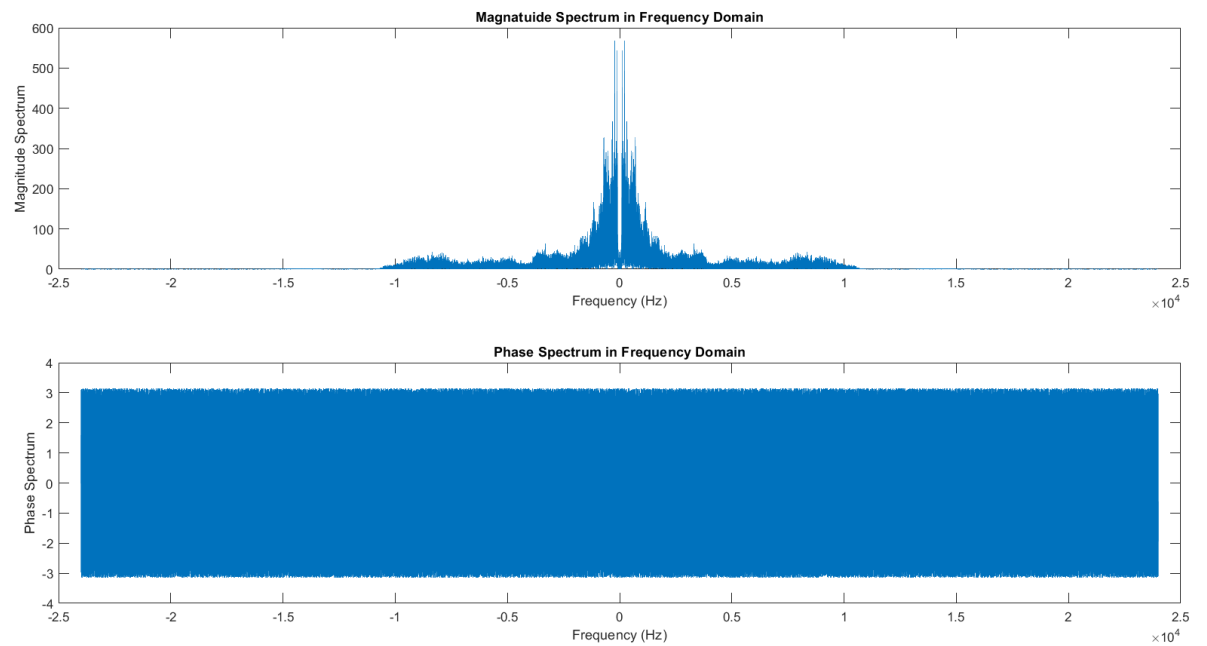 Magnatuide Spectrum in Frequency Domain
600
500
400
300
200
100
0
Magnitude Spectrum
-2.5 -2 -1.5 -1 -0.5 0 0.5 1 1.5 2 2.5
Frequency (Hz)
×10^4
Phase Spectrum in Frequency Domain
4
3
2
1
0
-1
-2
-3
-4
Phase Spectrum
-2.5 -2 -1.5 -1 -0.5 0 0.5 1 1.5 2 2.5
Frequency (Hz)
×10^4